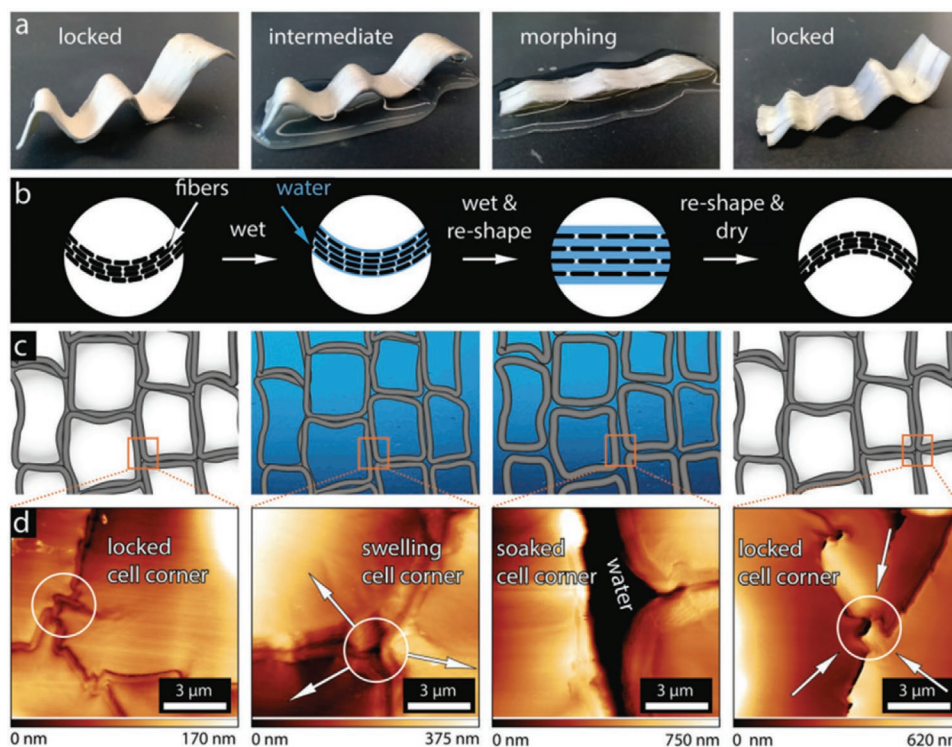 a
locked
intermediate
morphing
locked
b
fibers
water
wet
wet &
re-shape
re-shape &
dry
c
d
locked
cell corner
swelling
cell corner
soaked
cell corner
water
locked
cell corner
3 μm
3 μm
3 μm
3 μm
0 nm 170 nm
0 nm 375 nm
0 nm 750 nm
0 nm 620 nm